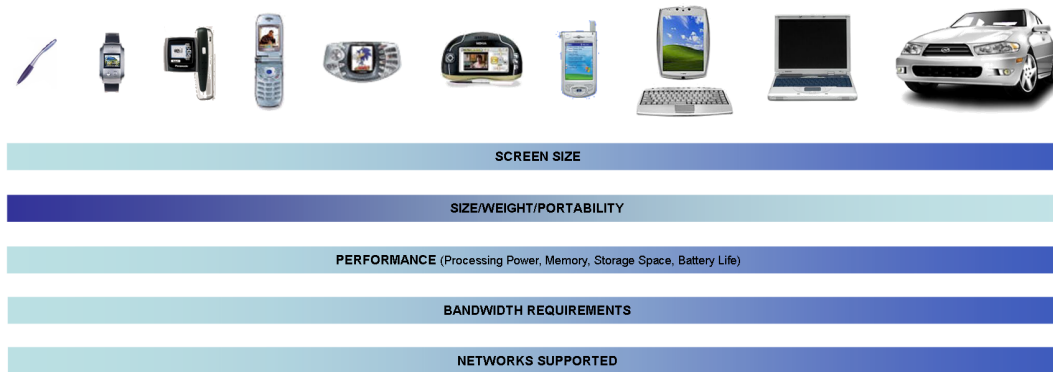 SCREEN SIZE
SIZE/WEIGHT/PORTABILITY
PERFORMANCE (Processing Power, Memory, Storage Space, Battery Life)
BANDWIDTH REQUIREMENTS
NETWORKS SUPPORTED